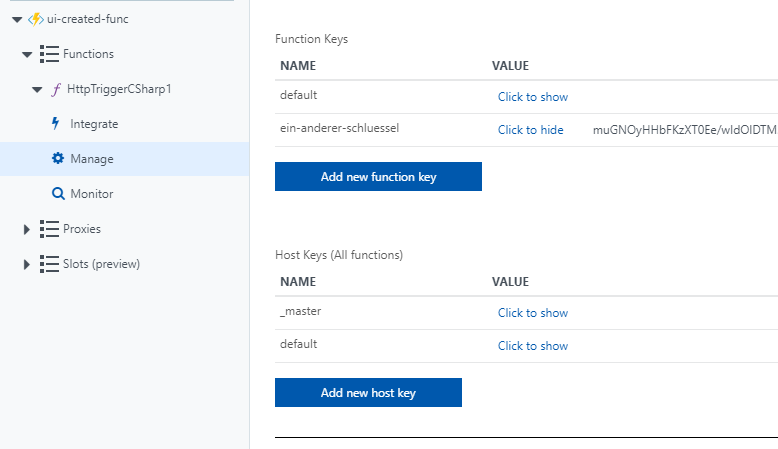 ui-created-func
Functions
f HttpTriggerCSharp1
Integrate
Manage
Monitor
Proxies
Slots (preview)
Function Keys
NAME VALUE
default Click to show
ein-anderer-schluessel Click to hide muGNOyHHbFKzXT0Ee/wIdOIDTM
Add new function key
Host Keys (All functions)
NAME VALUE
_master Click to show
default Click to show
Add new host key